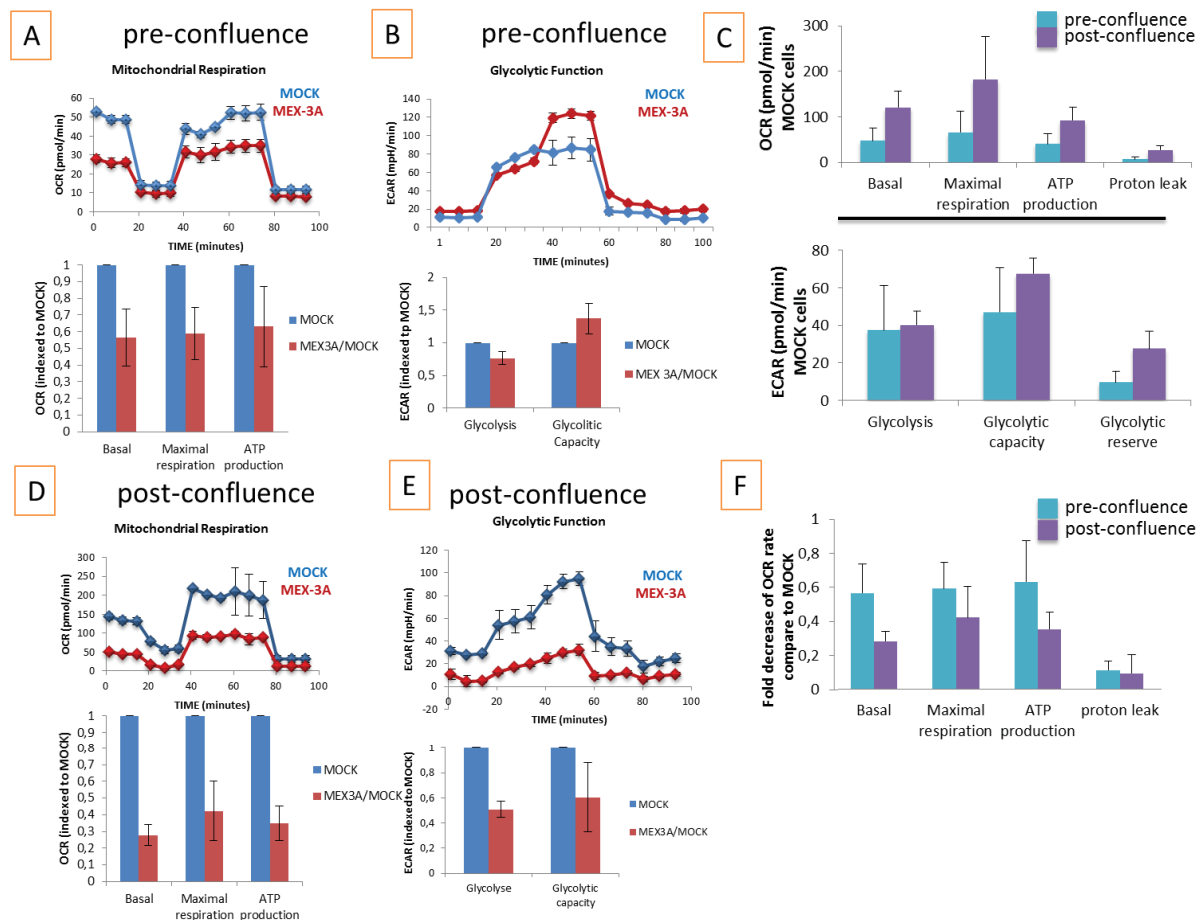 A
pre-confluence
Mitochondrial Respiration
MOCK
MEX-3A
OCR (pmol/min)
60
50
40
30
20
10
0
0
20
40
60
80
100
TIME (minutes)
OCR (indexed to MOCK)
1
0,9
0,8
0,7
0,6
0,5
0,4
0,3
0,2
0,1
0
MOCK
MEX3A/MOCK
Basal
Maximal
respiration
ATP
production
B
pre-confluence
Glycolytic Function
MOCK
MEX-3A
ECAR (mpH/min)
140
120
100
80
60
40
20
0
1
20
40
60
80
100
TIME (minutes)
ECAR (indexed tp MOCK)
2
1,5
1
0,5
0
MOCK
MEX 3A/MOCK
Glycolysis
Glycolitic
Capacity
C
pre-confluence
post-confluence
OCR (pmol/min)
MOCK cells
300
200
100
0
Basal
Maximal
respiration
ATP
production
Proton leak
ECAR (pmol/min)
MOCK cells
80
60
40
20
0
Glycolysis
Glycolytic
capacity
Glycolytic
reserve
D
post-confluence
Mitochondrial Respiration
MOCK
MEX-3A
OCR (pmol/min)
300
250
200
150
100
50
0
0
20
40
60
80
100
TIME (minutes)
OCR (indexed to MOCK)
1
0,9
0,8
0,7
0,6
0,5
0,4
0,3
0,2
0,1
0
MOCK
MEX3A/MOCK
Basal
Maximal
respiration
ATP
production
E
post-confluence
Glycolytic Function
MOCK
MEX-3A
ECAR (mpH/min)
120
100
80
60
40
20
0
-20
0
20
40
60
80
100
TIME (minutes)
ECAR (indexed to MOCK)
1
0,8
0,6
0,4
0,2
0
MOCK
MEX3A/MOCK
Glycolyse
Glycolytic
capacity
F
pre-confluence
post-confluence
Fold decrease of OCR rate
compare to MOCK
1
0,8
0,6
0,4
0,2
0
Basal
Maximal
respiration
ATP
production
proton leak